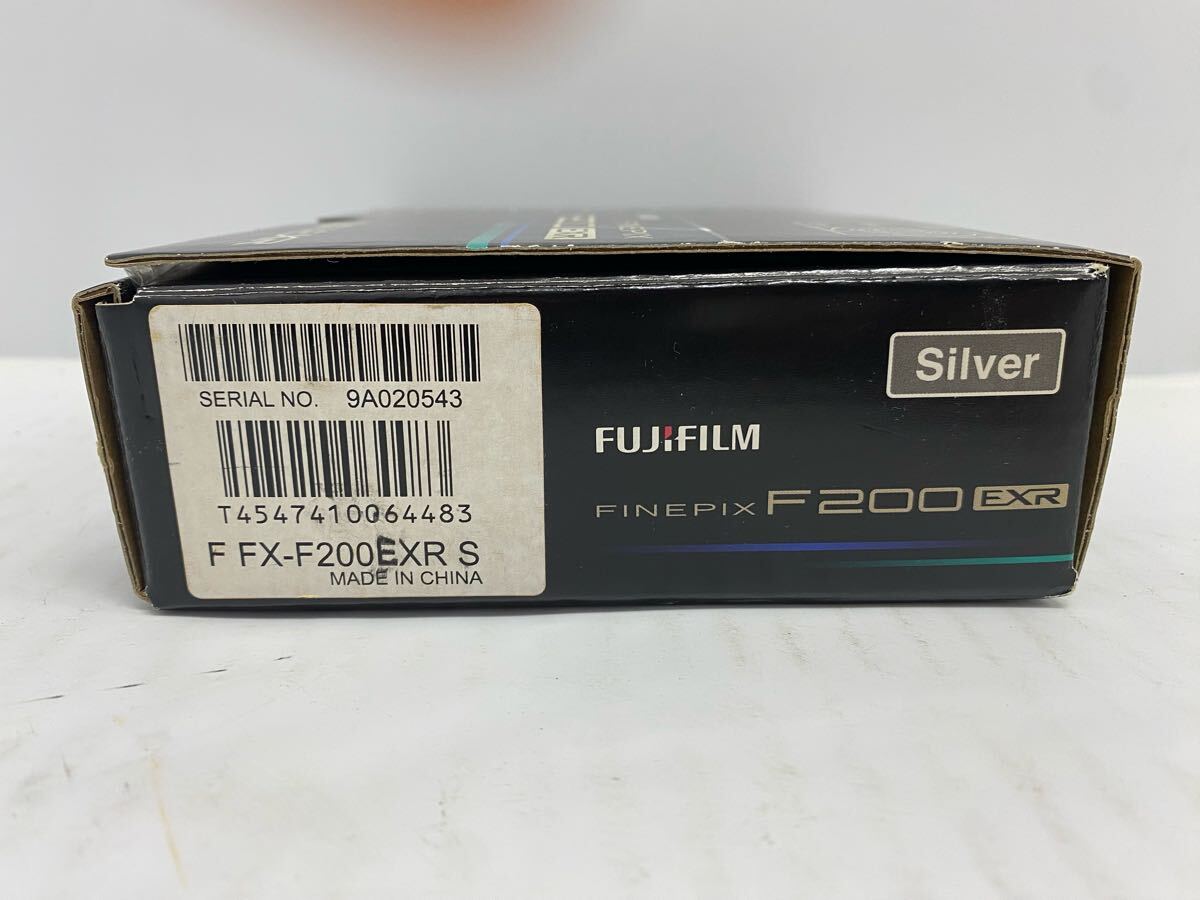 SERIAL NO. 9A020543
T4547410064483
F FX-F200EXR S
MADE IN CHINA
Silver
FUJIFILM
FINEPIX F200 EXR